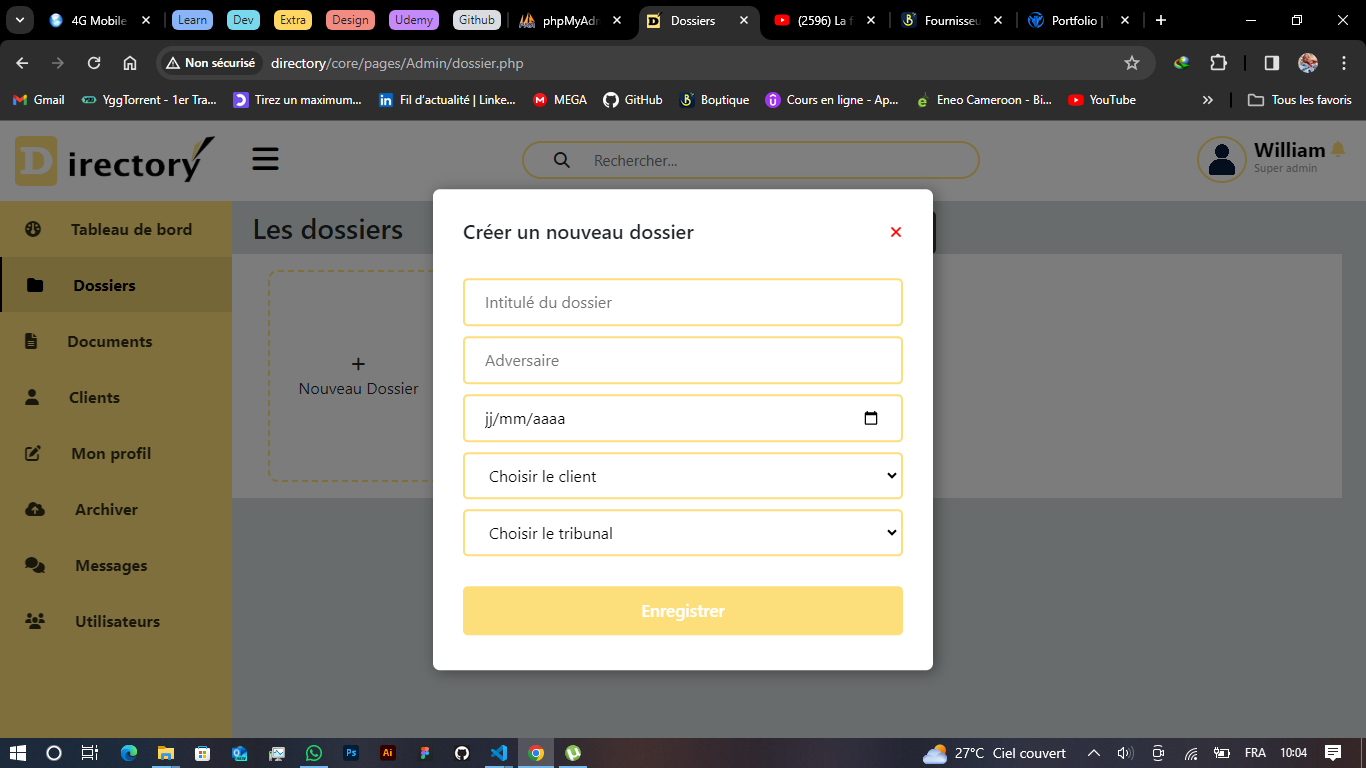 4G Mobile
Learn
Dev
Extra
Design
Udemy
Github
phpMyAdr
Dossiers
(2596) La f
Fournisseu
Portfolio |
Non sécurisé
directory/core/pages/Admin/dossier.php
Gmail
YggTorrent - 1er Tra...
Tirez un maximum...
Fil d'actualité | Linke...
MEGA
GitHub
Boutique
Cours en ligne - Ap...
Eneo Cameroon - Bi...
YouTube
Tous les favoris
Directory
Rechercher...
William
Super admin
Tableau de bord
Dossiers
Documents
Clients
Mon profil
Archiver
Messages
Utilisateurs
Les dossiers
+
Nouveau Dossier
Créer un nouveau dossier
Intitulé du dossier
Adversaire
jj/mm/aaaa
Choisir le client
Choisir le tribunal
Enregistrer
Ps
Ai
27°C Ciel couvert
FRA
10:04